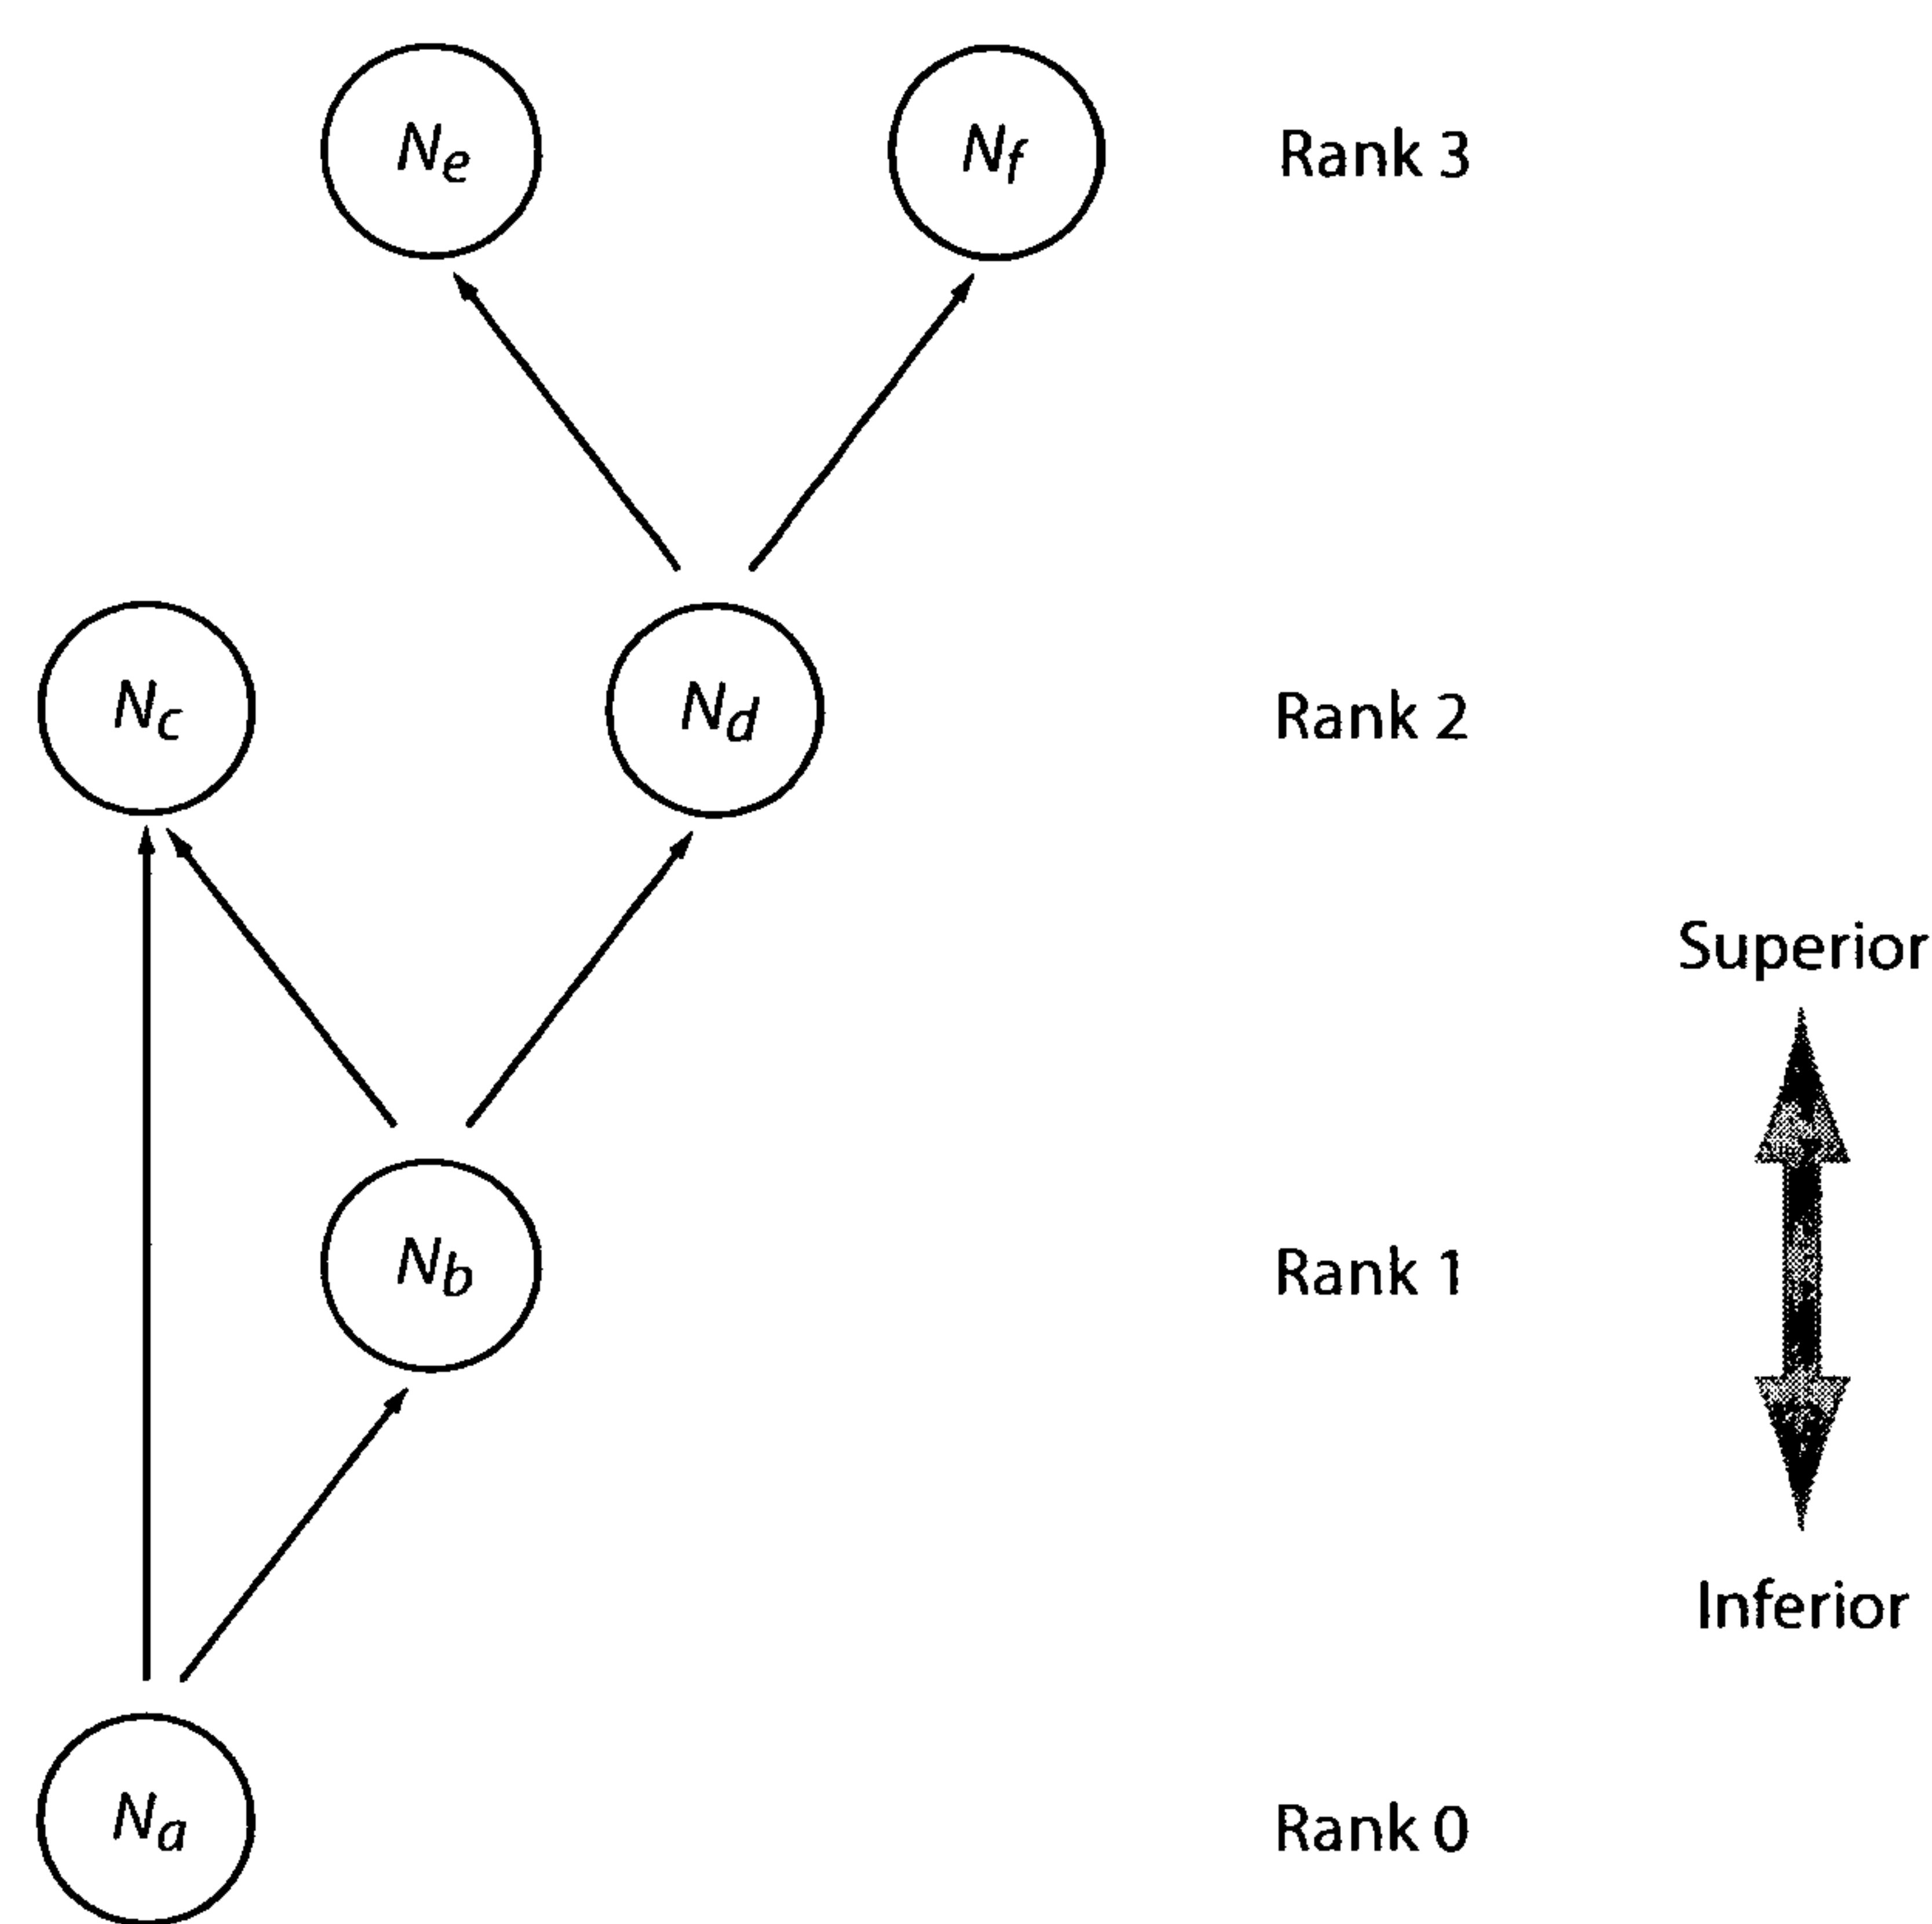 Ne Nf Rank 3
Nc Nd Rank 2
Superior
Nb Rank 1
Inferior
Na Rank 0